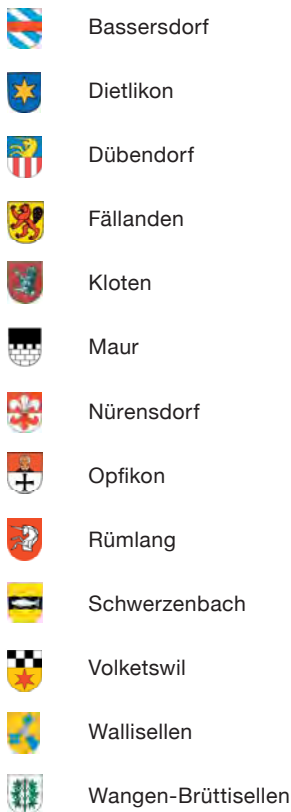 Bassersdorf
Dietlikon
Dübendorf
Fällanden
Kloten
Maur
Nürensdorf
Opfikon
Rümlang
Schwerzenbach
Volketswil
Wallisellen
Wangen-Brüttisellen